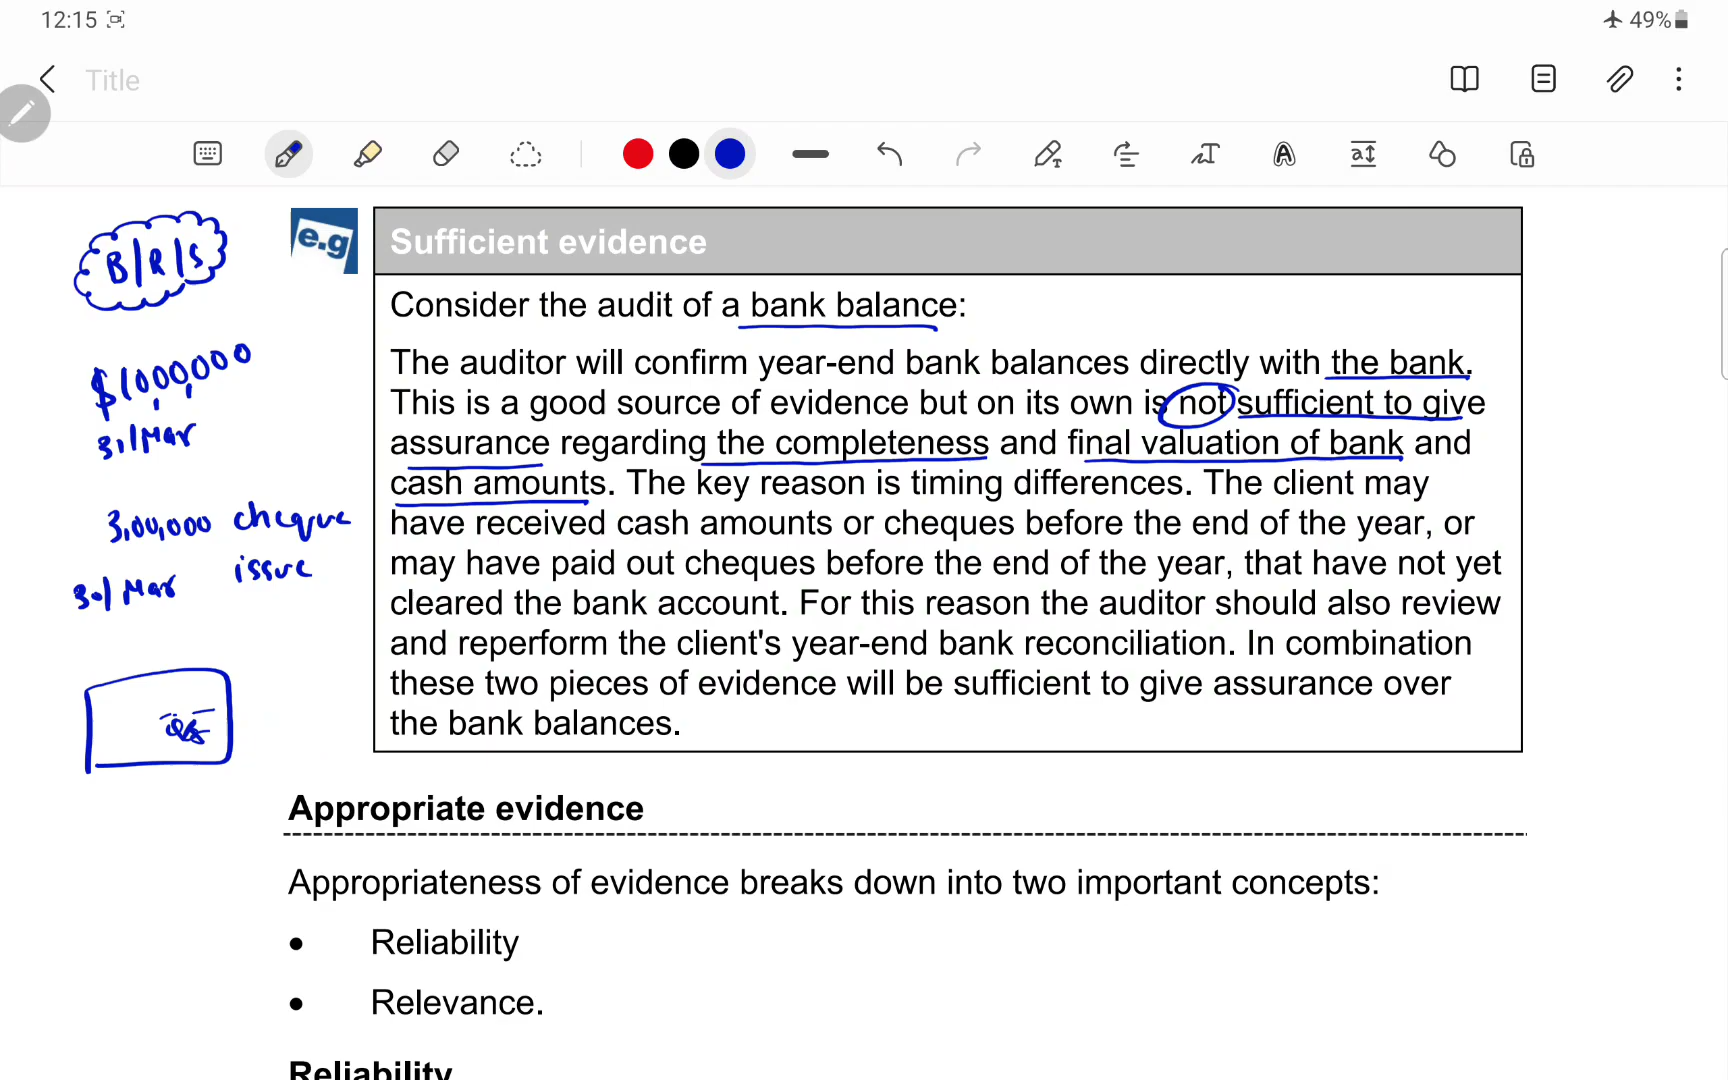 12:15
49%
Title
B/R/S
$1,000,000
31 Mar
3,00,000 cheque
issue
30/ Mar
e.g
Sufficient evidence
Consider the audit of a bank balance:
The auditor will confirm year-end bank balances directly with the bank.
This is a good source of evidence but on its own is not sufficient to give
assurance regarding the completeness and final valuation of bank and
cash amounts. The key reason is timing differences. The client may
have received cash amounts or cheques before the end of the year, or
may have paid out cheques before the end of the year, that have not yet
cleared the bank account. For this reason the auditor should also review
and reperform the client's year-end bank reconciliation. In combination
these two pieces of evidence will be sufficient to give assurance over
the bank balances.
Appropriate evidence
Appropriateness of evidence breaks down into two important concepts:
• Reliability
• Relevance.
Reliability